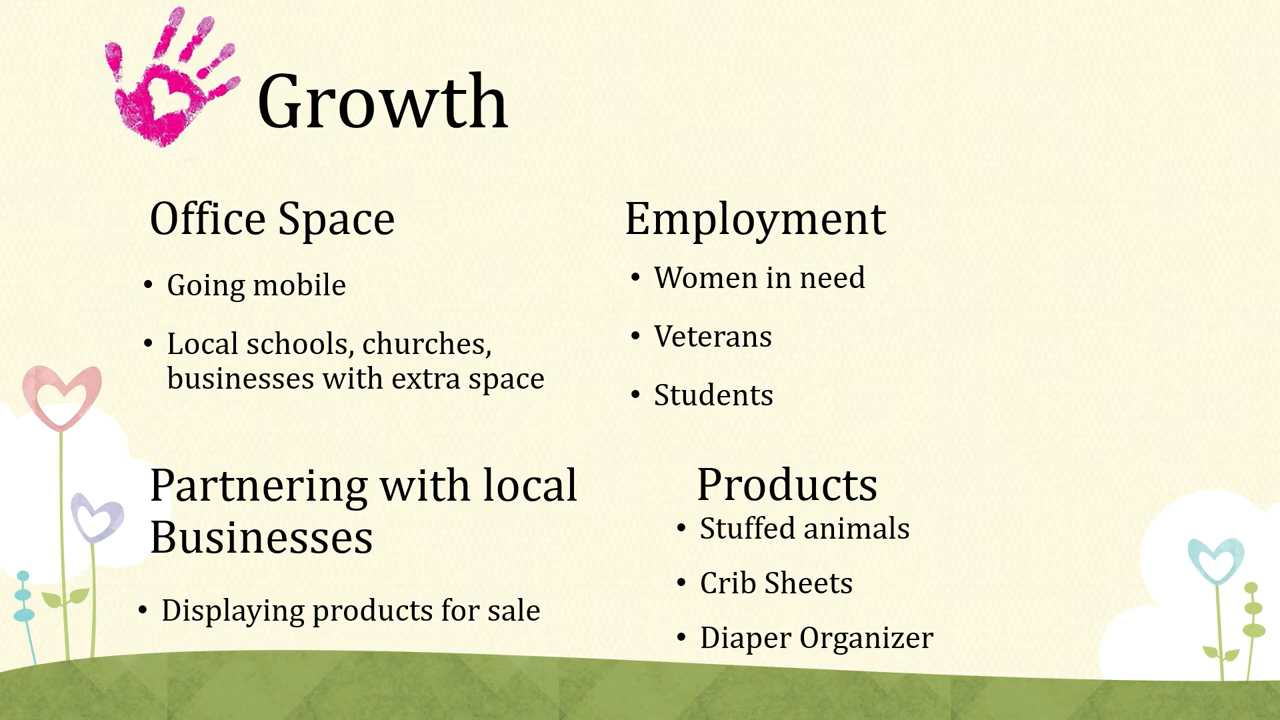 Growth
Office Space
• Going mobile
• Local schools, churches,
businesses with extra space
Employment
• Women in need
• Veterans
• Students
Partnering with local
Businesses
• Displaying products for sale
Products
• Stuffed animals
• Crib Sheets
• Diaper Organizer